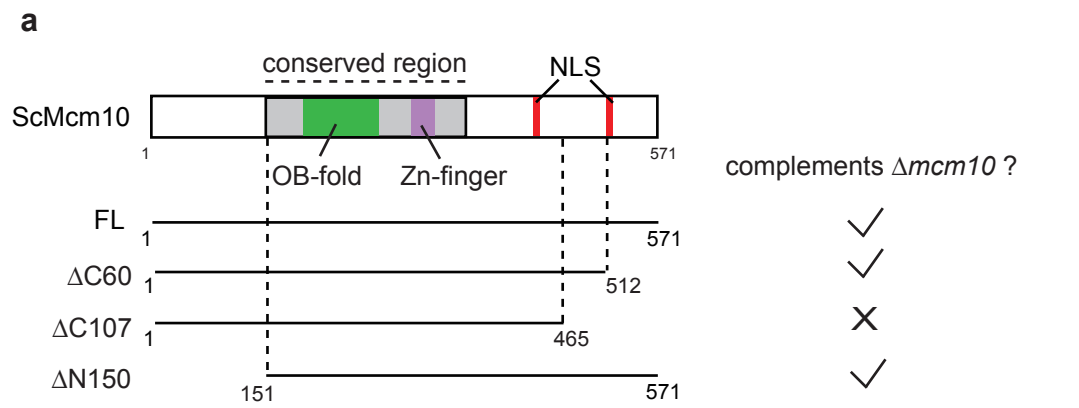 a
conserved region
NLS
ScMcm10
1
571
OB-fold
Zn-finger
complements Δmcm10 ?
FL
1
571
✓
ΔC60
1
512
✓
ΔC107
1
465
X
ΔN150
151
571
✓